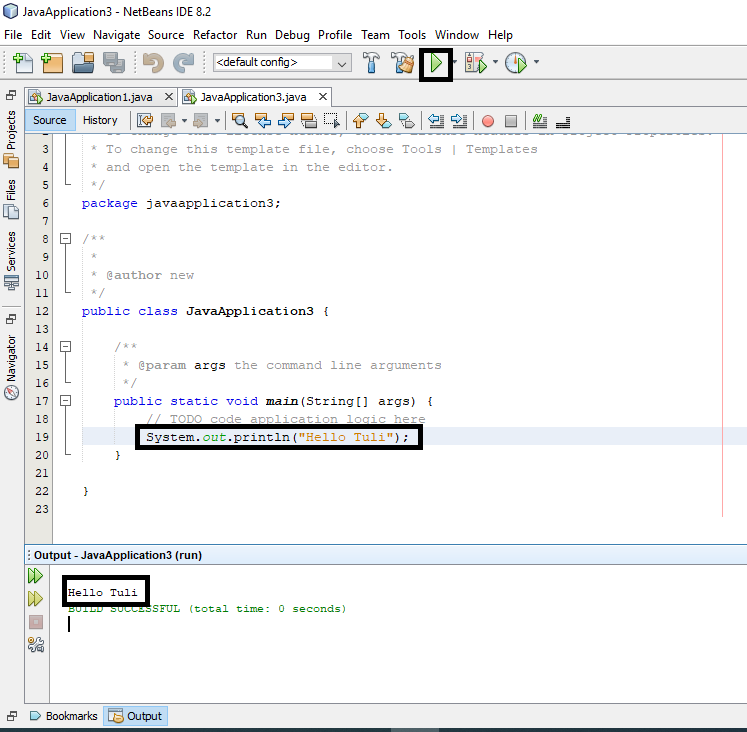 JavaApplication3 - NetBeans IDE 8.2
File Edit View Navigate Source Refactor Run Debug Profile Team Tools Window Help
<default config>
JavaApplication1.java JavaApplication3.java
Source History
Projects
Files
Services
Navigator
3 * To change this template file, choose Tools | Templates
4 * and open the template in the editor.
5 */
6 package javaapplication3;
7
8 /**
9 *
10 * @author new
11 */
12 public class JavaApplication3 {
13
14 /**
15 * @param args the command line arguments
16 */
17 public static void main(String[] args) {
18 // TODO code application logic here
19 System.out.println("Hello Tuli");
20 }
21
22 }
23
Output - JavaApplication3 (run)
Hello Tuli
BUILD SUCCESSFUL (total time: 0 seconds)
Bookmarks Output